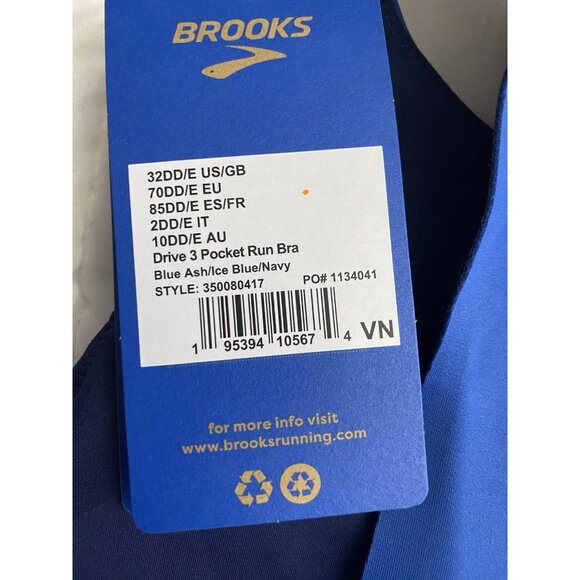 BROOKS
32DD/E US/GB
70DD/E EU
85DD/E ES/FR
2DD/E IT
10DD/E AU
Drive 3 Pocket Run Bra
Blue Ash/Ice Blue/Navy
STYLE: 350080417 PO# 1134041
1 95394 10567 4 VN
for more info visit
www.brooksrunning.com